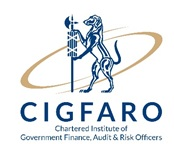 CIGFARO
Chartered Institute of
Government Finance, Audit & Risk Officers